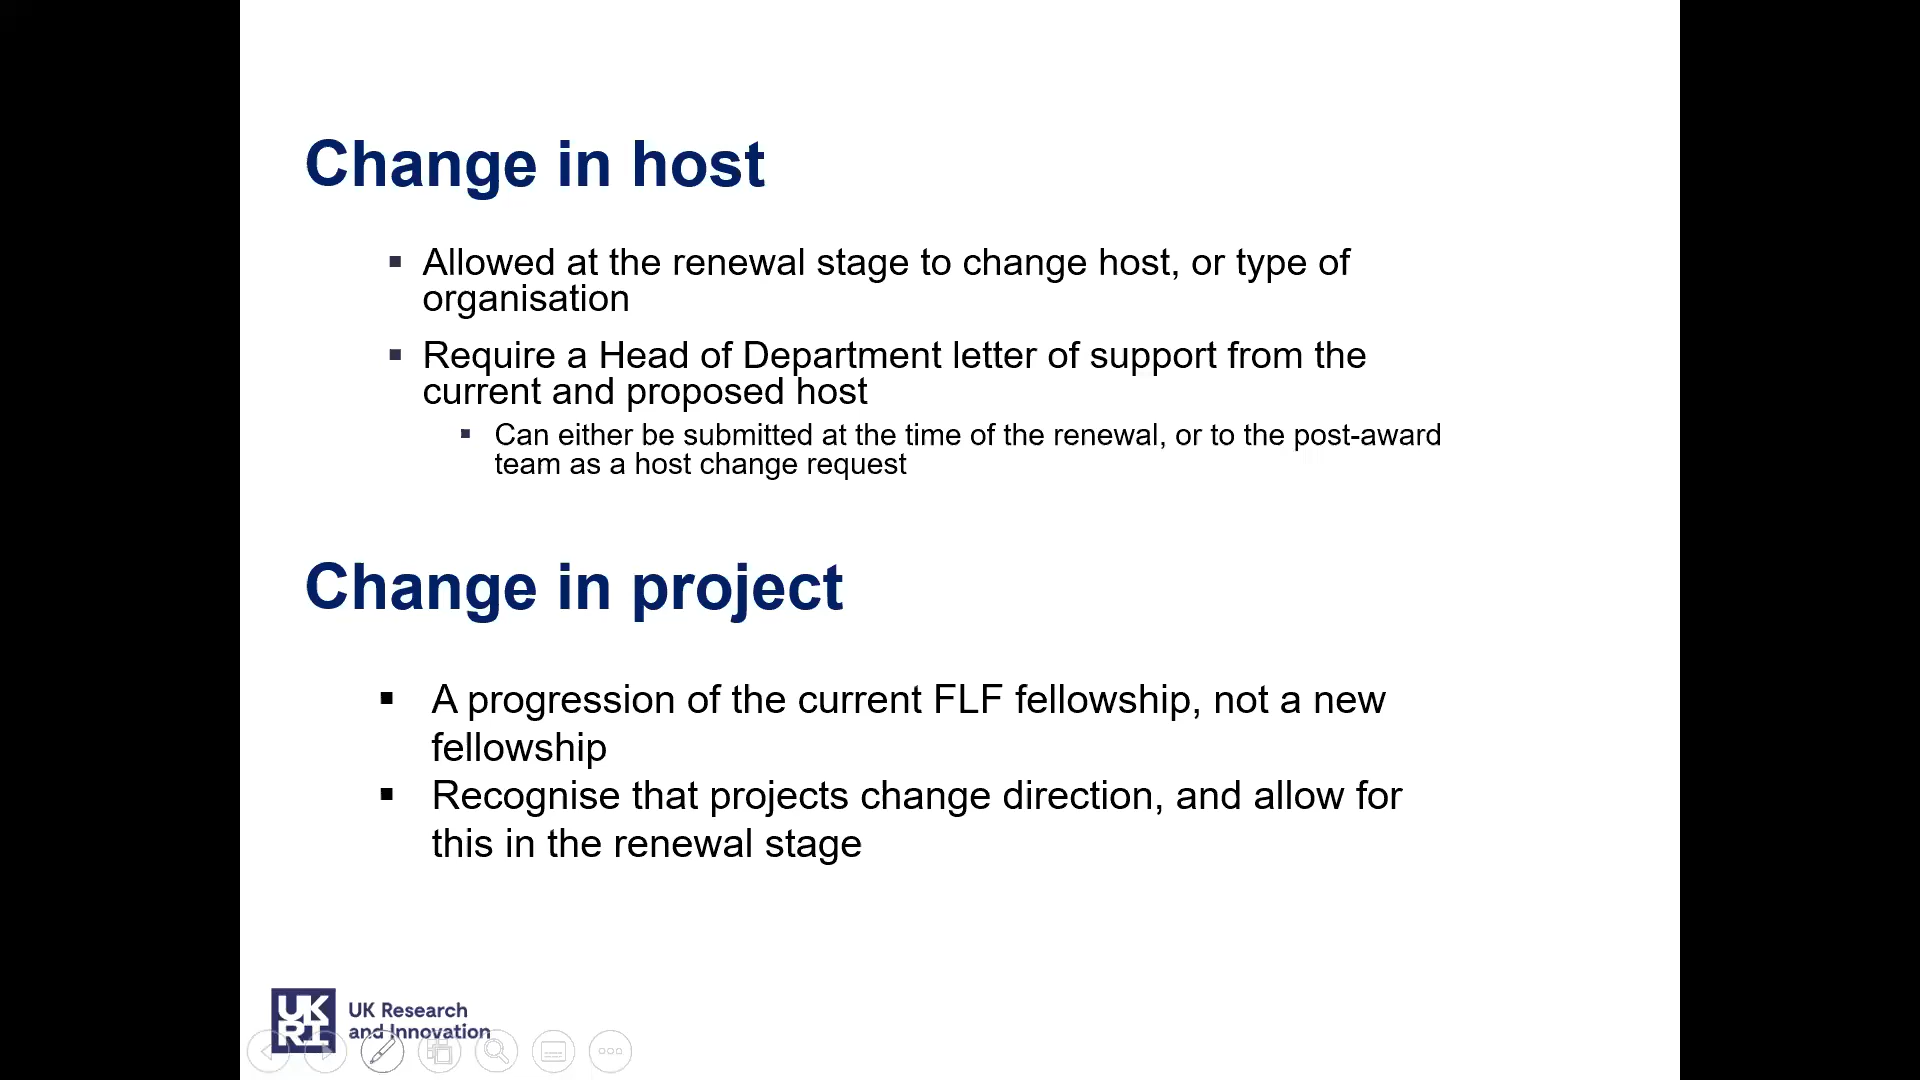 Change in host
Allowed at the renewal stage to change host, or type of
organisation
Require a Head of Department letter of support from the
current and proposed host
Can either be submitted at the time of the renewal, or to the post-award
team as a host change request
Change in project
A progression of the current FLF fellowship, not a new
fellowship
Recognise that projects change direction, and allow for
this in the renewal stage
UK
RI
UK Research
and Innovation